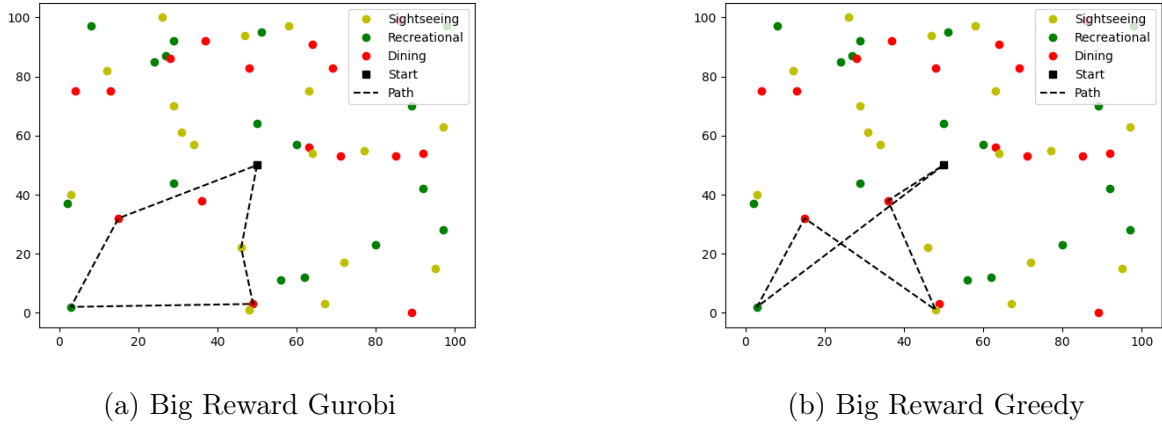 100
80
60
40
20
0
0 20 40 60 80 100
Sightseeing
Recreational
Dining
Start
Path
(a) Big Reward Gurobi
100
80
60
40
20
0
0 20 40 60 80 100
Sightseeing
Recreational
Dining
Start
Path
(b) Big Reward Greedy